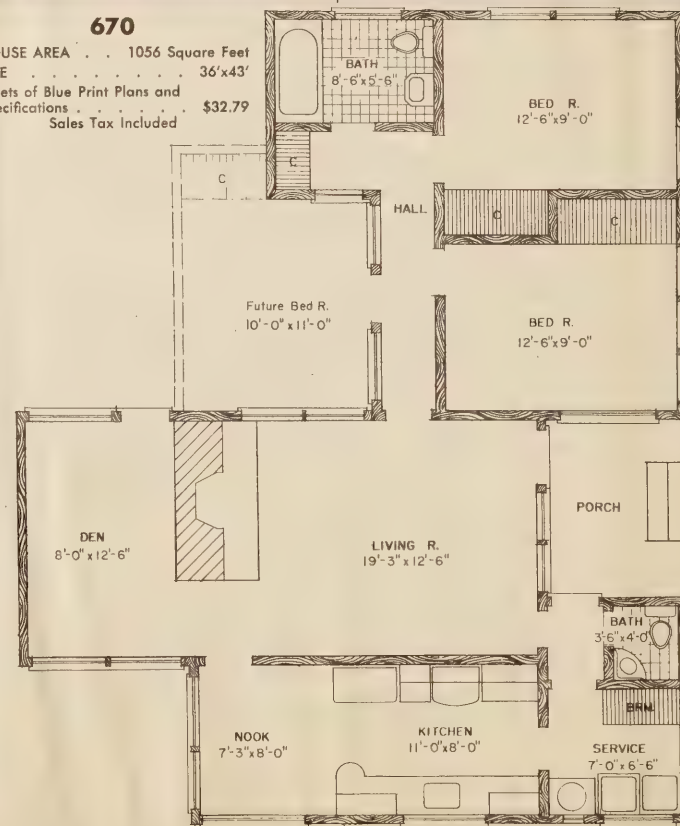 670
USE AREA . . 1056 Square Feet
E . . . . . . . . 36'x43'
ets of Blue Print Plans and
ecifications . . . . . . $32.79
Sales Tax Included
BATH
8'-6"x5'-6"
BED R.
12'-6"x9'-0"
C
C
HALL
C
C
Future Bed R.
10'-0"x11'-0"
BED R.
12'-6"x9'-0"
DEN
8'-0"x12'-6"
LIVING R.
19'-3"x12'-6"
PORCH
BATH
3'-6"x4'-0"
BRM.
NOOK
7'-3"x8'-0"
KITCHEN
11'-0"x8'-0"
SERVICE
7'-0"x6'-6"